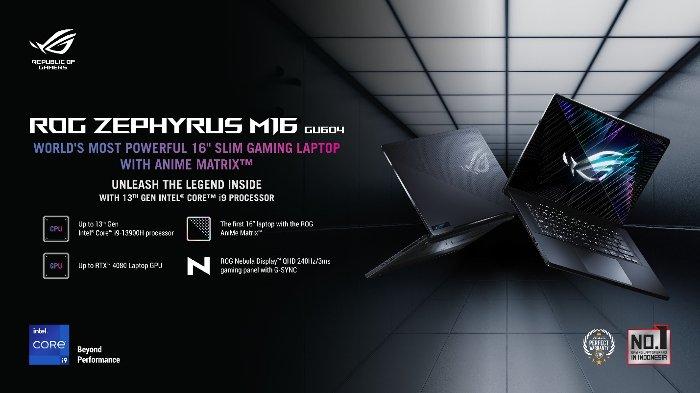 REPUBLIC OF
GAMERS
ROG ZEPHYRUS M16 GU604
WORLD'S MOST POWERFUL 16" SLIM GAMING LAPTOP
WITH ANIME MATRIX™
UNLEASH THE LEGEND INSIDE
WITH 13TH GEN INTEL® CORE™ i9 PROCESSOR
CPU
Up to 13th Gen
Intel® Core™ i9-13900H processor
The first 16" laptop with the ROG
AniMe Matrix™
GPU
Up to RTX™ 4080 Laptop GPU
N
ROG Nebula Display™ QHD 240Hz/3ms
gaming panel with G-SYNC
intel.
CORE
i9
Beyond
Performance
PERFECT
WARRANTY
NO.1
IN INDONESIA